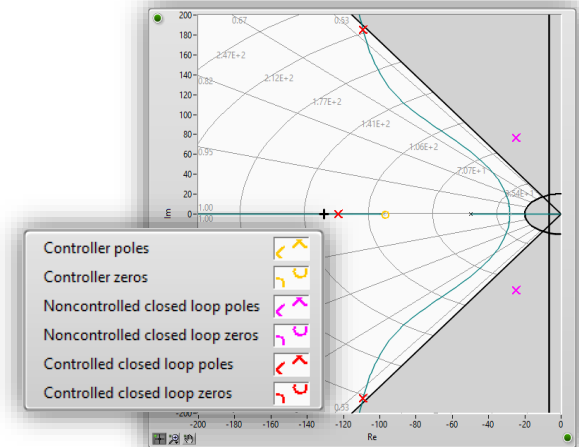 200
180
160
140
120
100
80
60
40
20
0
-200
Im
0.67
0.53
2.47E+2
2.12E+2
0.82
1.77E+2
1.41E+2
0.95
1.06E+2
7.07E+1
3.54E+1
1.00
1.00
0.53
Controller poles
Controller zeros
Noncontrolled closed loop poles
Noncontrolled closed loop zeros
Controlled closed loop poles
Controlled closed loop zeros
-200
-180
-160
-140
-120
-100
-80
-60
-40
-20
0
Re